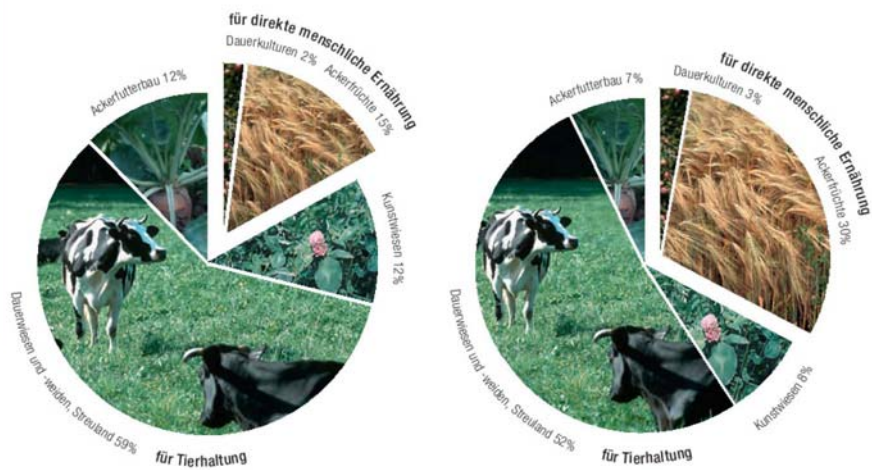 für direkte menschliche Ernährung
Dauerkulturen 2%
Ackerfrüchte 15%
Ackerfutterbau 12%
Kunstwiesen 12%
Dauerwiesen und -weiden, Streuland 59%
für Tierhaltung
für direkte menschliche Ernährung
Dauerkulturen 3%
Ackerfrüchte 30%
Ackerfutterbau 7%
Kunstwiesen 8%
Dauerwiesen und -weiden, Streuland 52%
für Tierhaltung